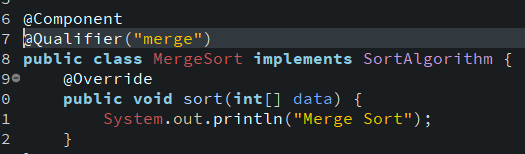 6 @Component
7 @Qualifier("merge")
8 public class MergeSort implements SortAlgorithm {
9 @Override
0 public void sort(int[] data) {
1 System.out.println("Merge Sort");
2 }